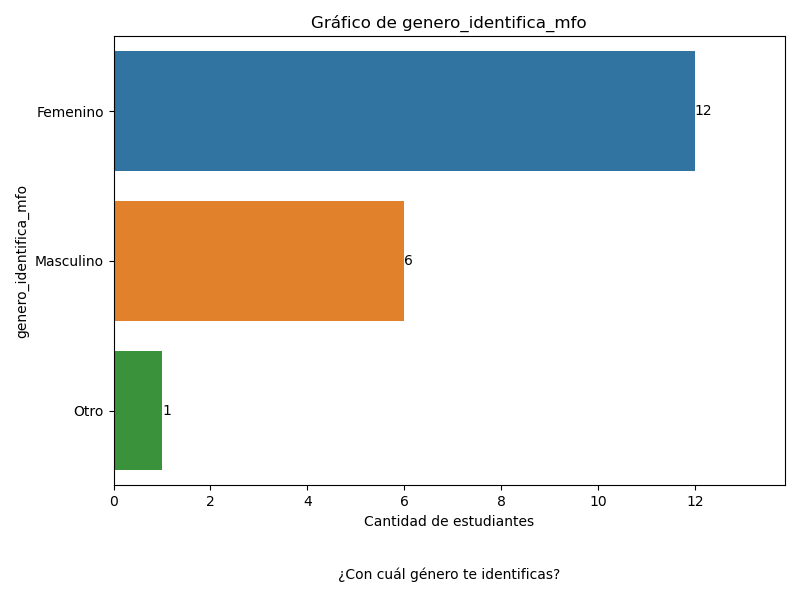 Gráfico de genero_identifica_mfo
genero_identifica_mfo
Femenino
12
Masculino
6
Otro
1
0 2 4 6 8 10 12
Cantidad de estudiantes
¿Con cuál género te identificas?